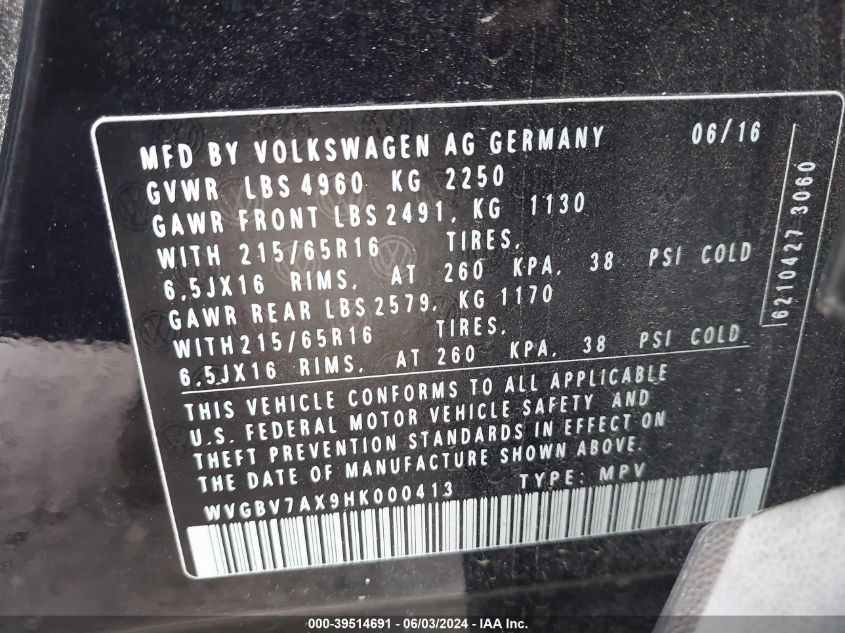 MFD BY VOLKSWAGEN AG GERMANY 06/16
GVWR LBS 4960 KG 2250
GAWR FRONT LBS 2491, KG 1130
WITH 215/65R16 TIRES,
6,5JX16 RIMS, AT 260 KPA, 38 PSI COLD
GAWR REAR LBS 2579, KG 1170
WITH 215/65R16 TIRES,
6,5JX16 RIMS, AT 260 KPA, 38 PSI COLD
6210427 3060
THIS VEHICLE CONFORMS TO ALL APPLICABLE
U.S. FEDERAL MOTOR VEHICLE SAFETY AND
THEFT PREVENTION STANDARDS IN EFFECT ON
THE DATE OF MANUFACTURE SHOWN ABOVE.
WVGBV7AX9HK000413 TYPE: MPV
000-39514691 - 06/03/2024 - IAA Inc.